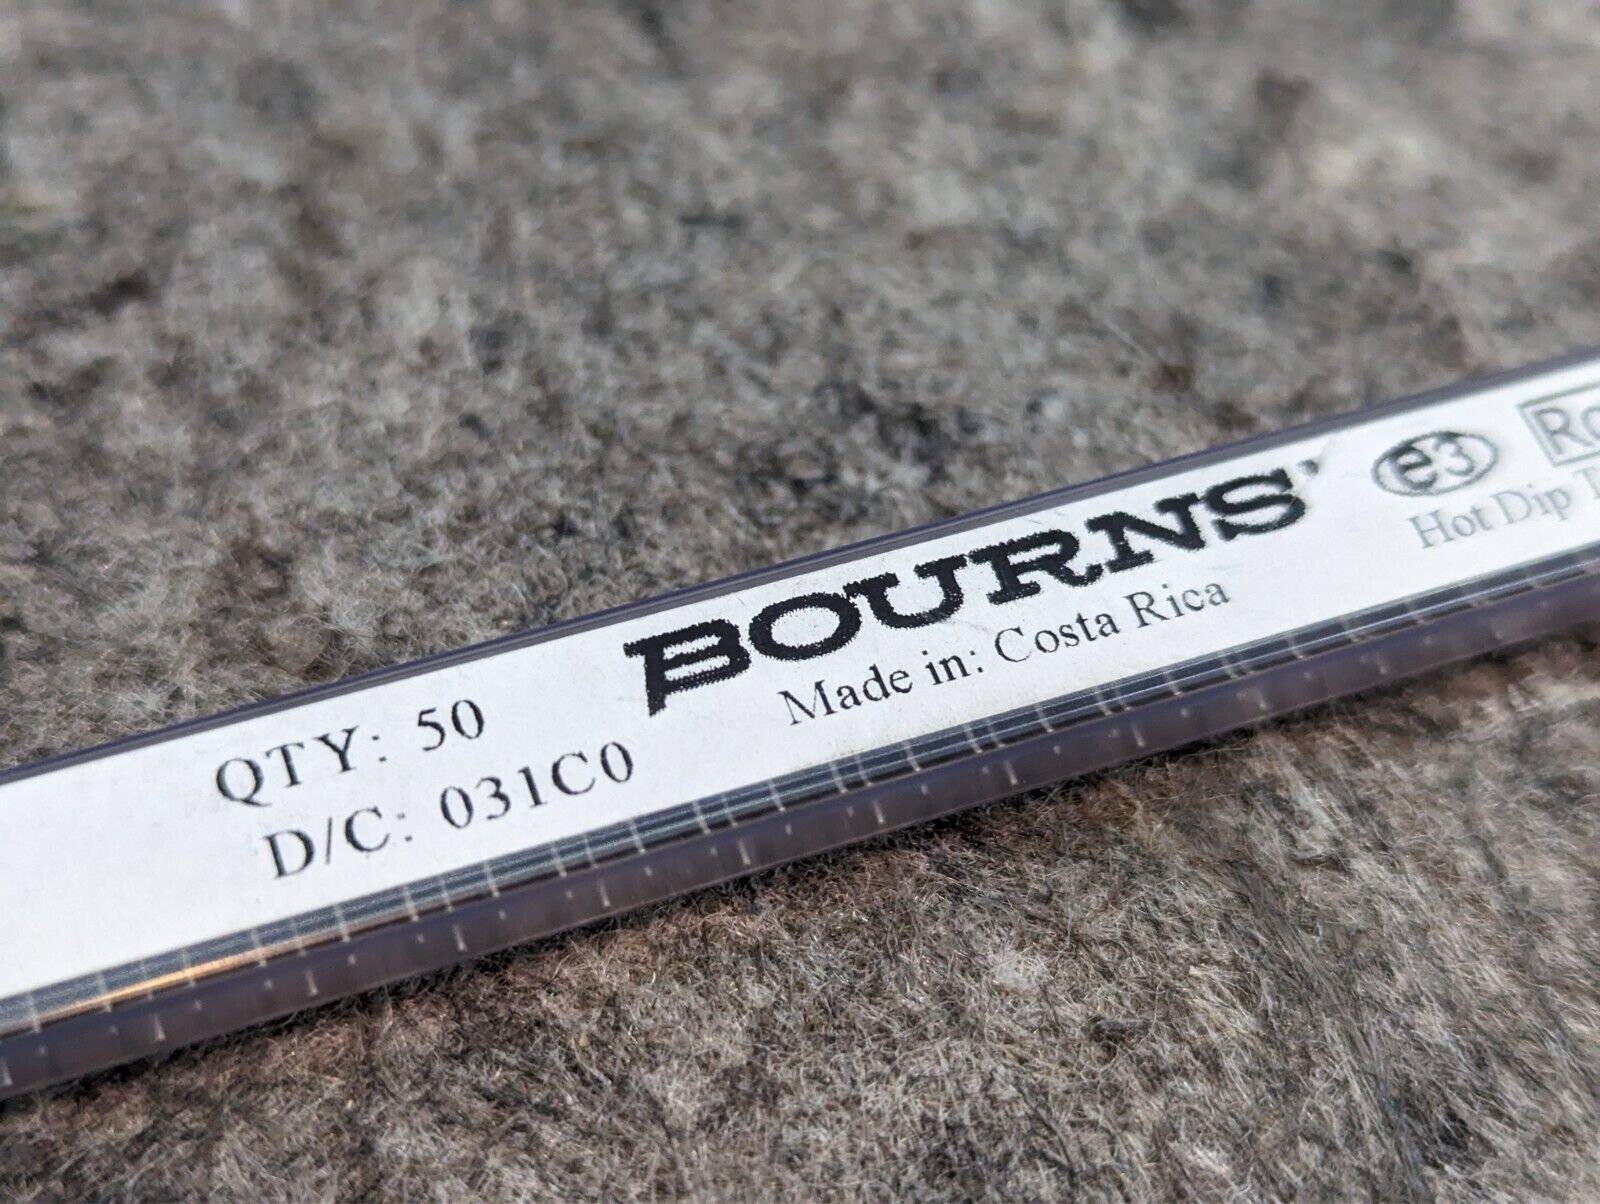 QTY: 50
D/C: 031C0
BOURNS
Made in: Costa Rica
e3
Hot Dip